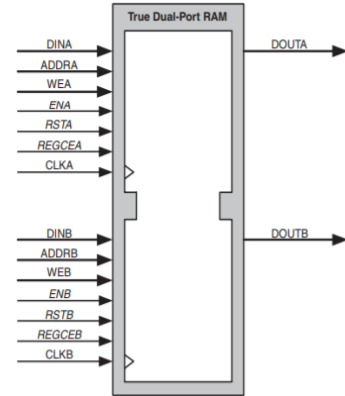 True Dual-Port RAM
DINA
DOUTA
ADDRA
WEA
ENA
RSTA
REGCEA
CLKA
DINB
DOUTB
ADDRB
WEB
ENB
RSTB
REGCEB
CLKB